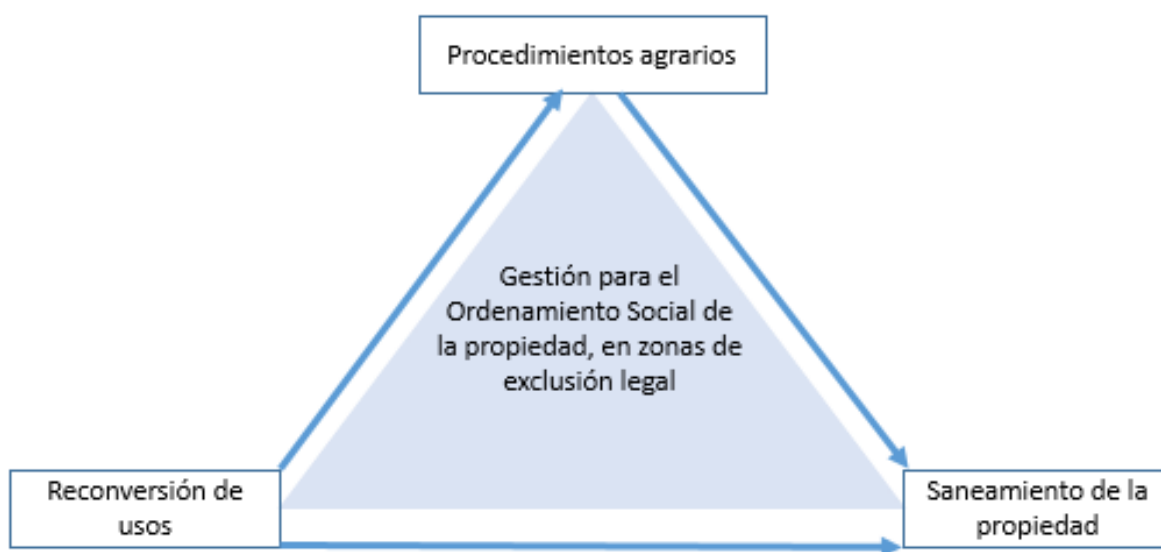 Procedimientos agrarios
Gestión para el
Ordenamiento Social de
la propiedad, en zonas de
exclusión legal
Reconversión de
usos
Saneamiento de la
propiedad